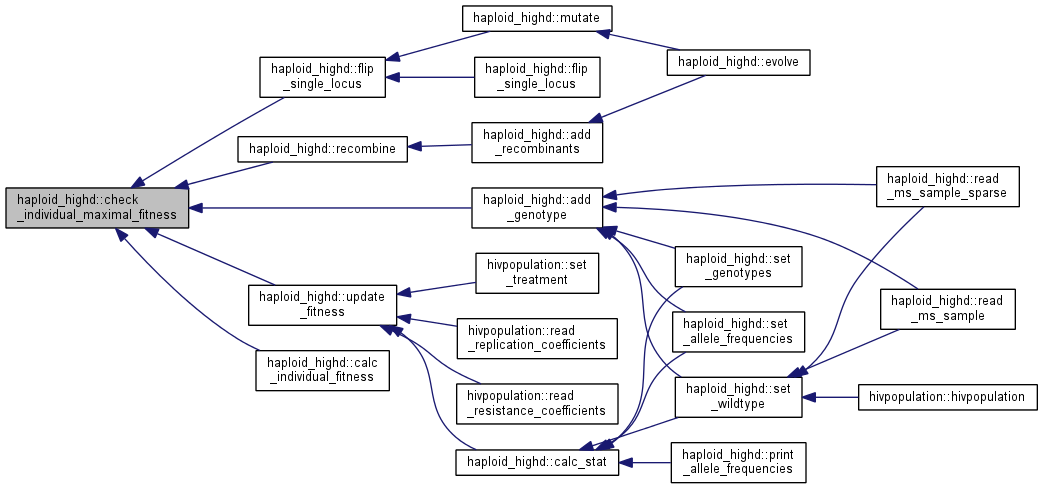 haploid_highd::mutate
haploid_highd::flip
_single_locus
haploid_highd::flip
_single_locus
haploid_highd::evolve
haploid_highd::add
_recombinants
haploid_highd::recombine
haploid_highd::check
_individual_maximal_fitness
haploid_highd::add
_genotype
haploid_highd::read
_ms_sample_sparse
haploid_highd::set
_genotypes
hivpopulation::set
_treatment
haploid_highd::update
_fitness
haploid_highd::read
_ms_sample
haploid_highd::set
_allele_frequencies
hivpopulation::read
_replication_coefficients
haploid_highd::calc
_individual_fitness
haploid_highd::set
_wildtype
hivpopulation::hivpopulation
hivpopulation::read
_resistance_coefficients
haploid_highd::calc_stat
haploid_highd::print
_allele_frequencies